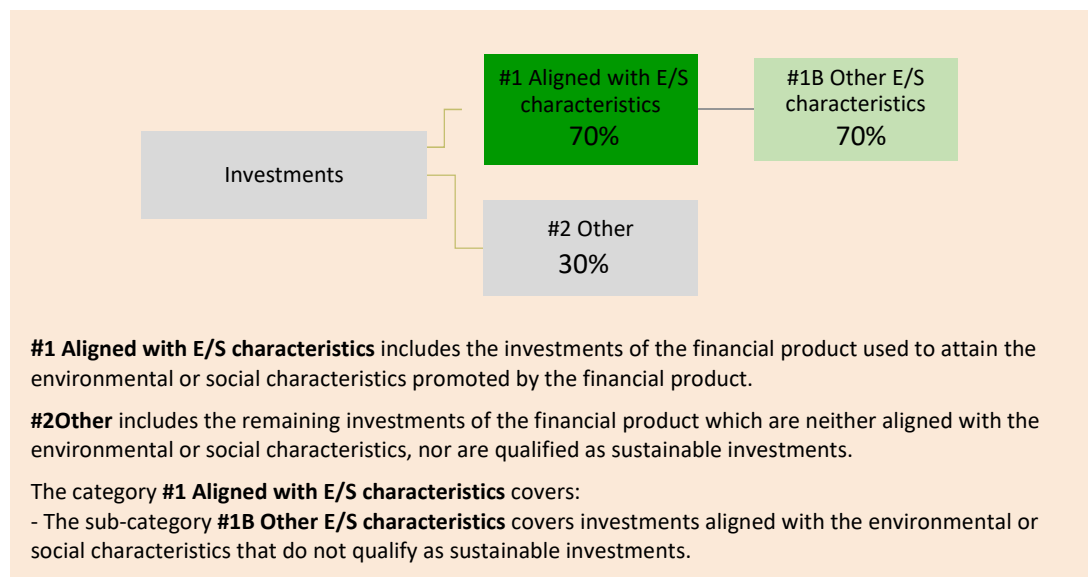 #1 Aligned with E/S
characteristics
70%
#1B Other E/S
characteristics
70%
Investments
#2 Other
30%
#1 Aligned with E/S characteristics includes the investments of the financial product used to attain the
environmental or social characteristics promoted by the financial product.
#2Other includes the remaining investments of the financial product which are neither aligned with the
environmental or social characteristics, nor are qualified as sustainable investments.
The category #1 Aligned with E/S characteristics covers:
- The sub-category #1B Other E/S characteristics covers investments aligned with the environmental or
social characteristics that do not qualify as sustainable investments.